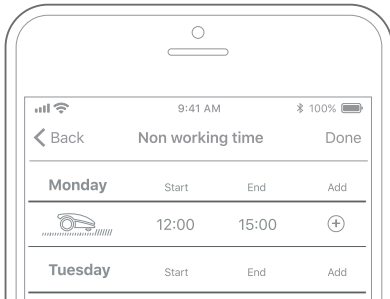 9:41 AM 100%
Back Non working time Done
Monday Start End Add
12:00 15:00
Tuesday Start End Add